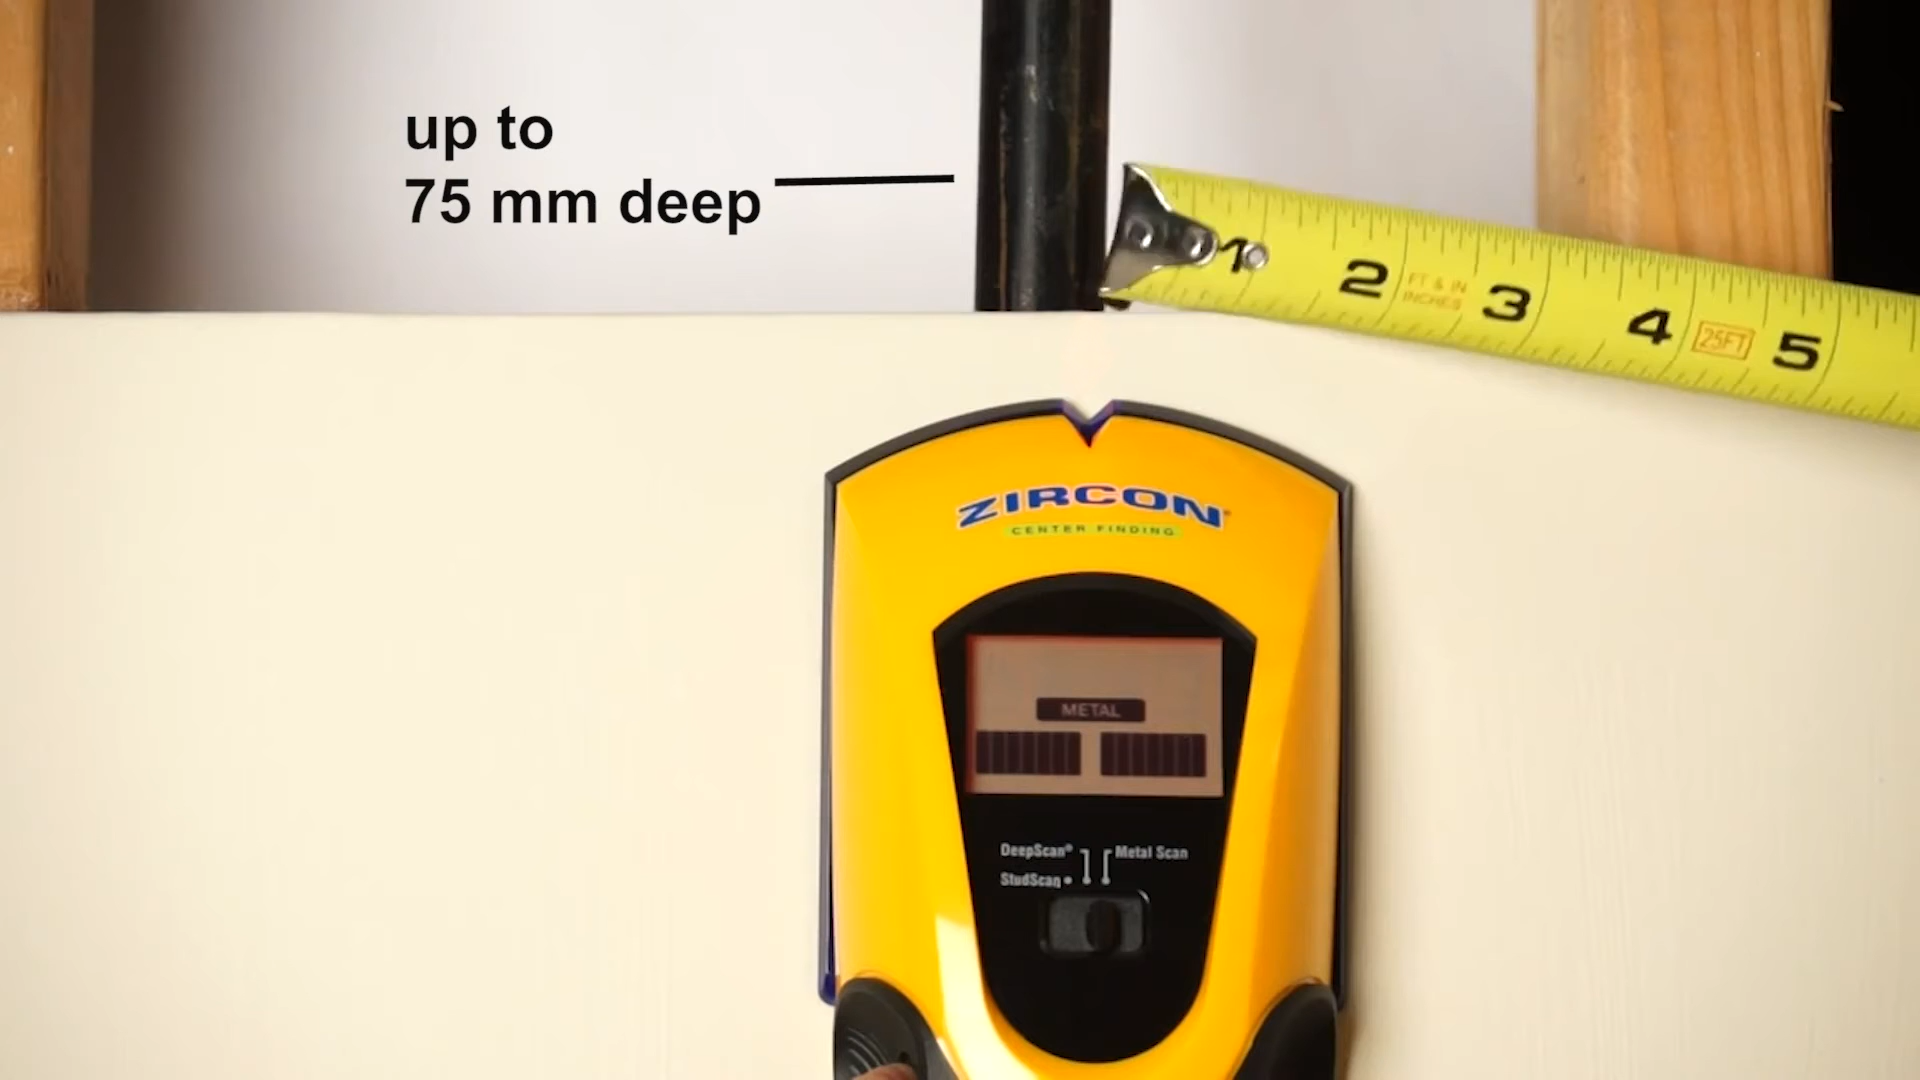 up to
75 mm deep
1 2 FT & IN
INCHES 3 4 25FT 5
ZIRCON®
CENTER FINDING
METAL
DeepScan® Metal Scan
StudScan